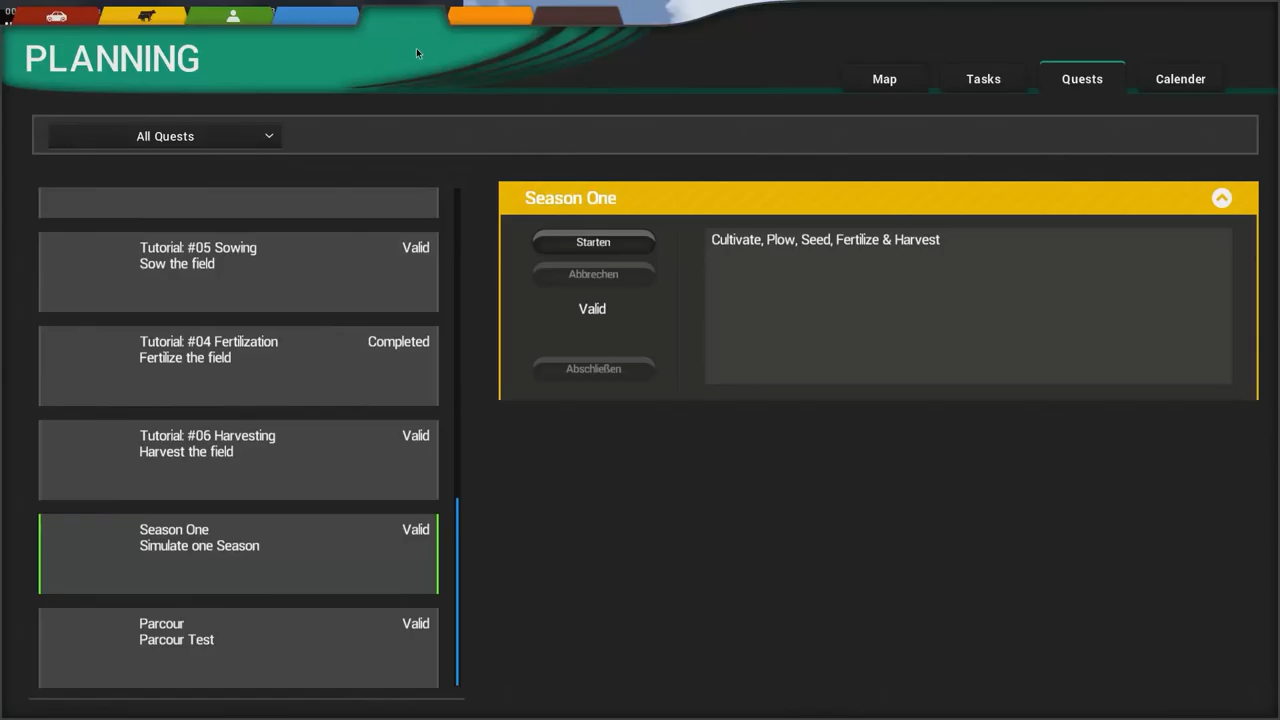 PLANNING
Map
Tasks
Quests
Calender
All Quests
Tutorial: #05 Sowing
Valid
Sow the field
Tutorial: #04 Fertilization
Completed
Fertilize the field
Tutorial: #06 Harvesting
Valid
Harvest the field
Season One
Valid
Simulate one Season
Parcour
Valid
Parcour Test
Season One
Starten
Abbrechen
Valid
Abschließen
Cultivate, Plow, Seed, Fertilize & Harvest